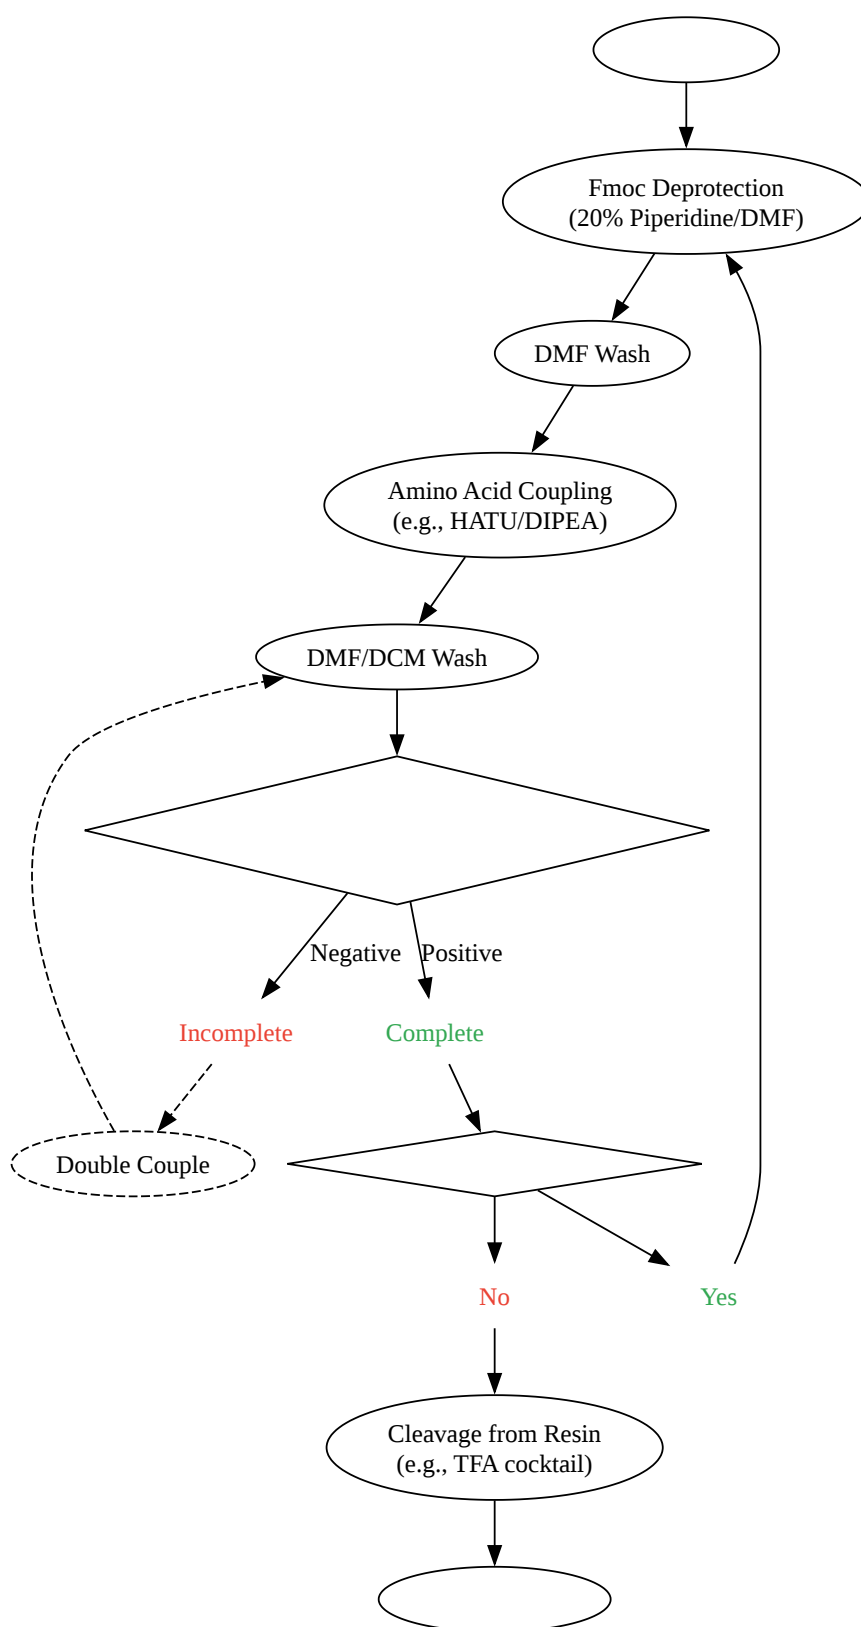 Fmoc Deprotection
(20% Piperidine/DMF)
DMF Wash
Amino Acid Coupling
(e.g., HATU/DIPEA)
DMF/DCM Wash
Negative
Positive
Incomplete
Complete
Double Couple
No
Yes
Cleavage from Resin
(e.g., TFA cocktail)